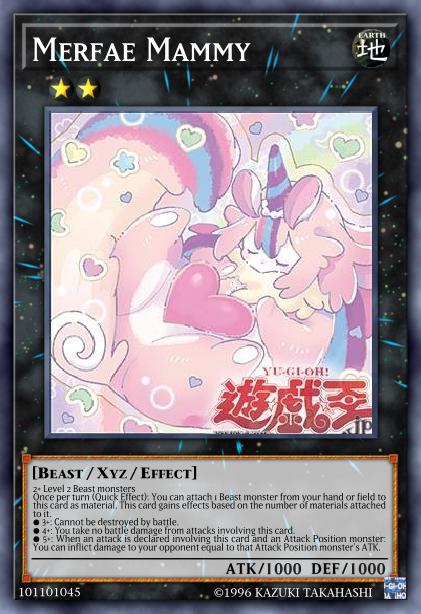 MERFAE MAMMY
EARTH
地
YU-GI-OH!
遊戯王
.jp
[BEAST / XYZ / EFFECT]
2+ Level 2 Beast monsters
Once per turn (Quick Effect): You can attach 1 Beast monster from your hand or field to
this card as material. This card gains effects based on the number of materials attached
to it.
● 3+: Cannot be destroyed by battle.
● 4+: You take no battle damage from attacks involving this card.
● 5+: When an attack is declared involving this card and an Attack Position monster:
You can inflict damage to your opponent equal to that Attack Position monster's ATK.
ATK/1000 DEF/1000
101101045
©1996 KAZUKI TAKAHASHI